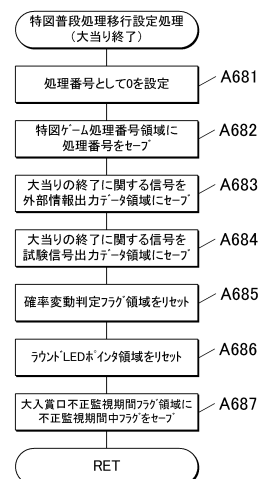 特図普段処理移行設定処理
(大当り終了)
処理番号として0を設定
A681
特図ゲーム処理番号領域に
処理番号をセーブ
A682
大当りの終了に関する信号を
外部情報出力データ領域にセーブ
A683
大当りの終了に関する信号を
試験信号出力データ領域にセーブ
A684
確率変動判定フラグ領域をリセット
A685
ラウンドLEDポインタ領域をリセット
A686
大入賞口不正監視期間フラグ領域に
不正監視期間中フラグをセーブ
A687
RET